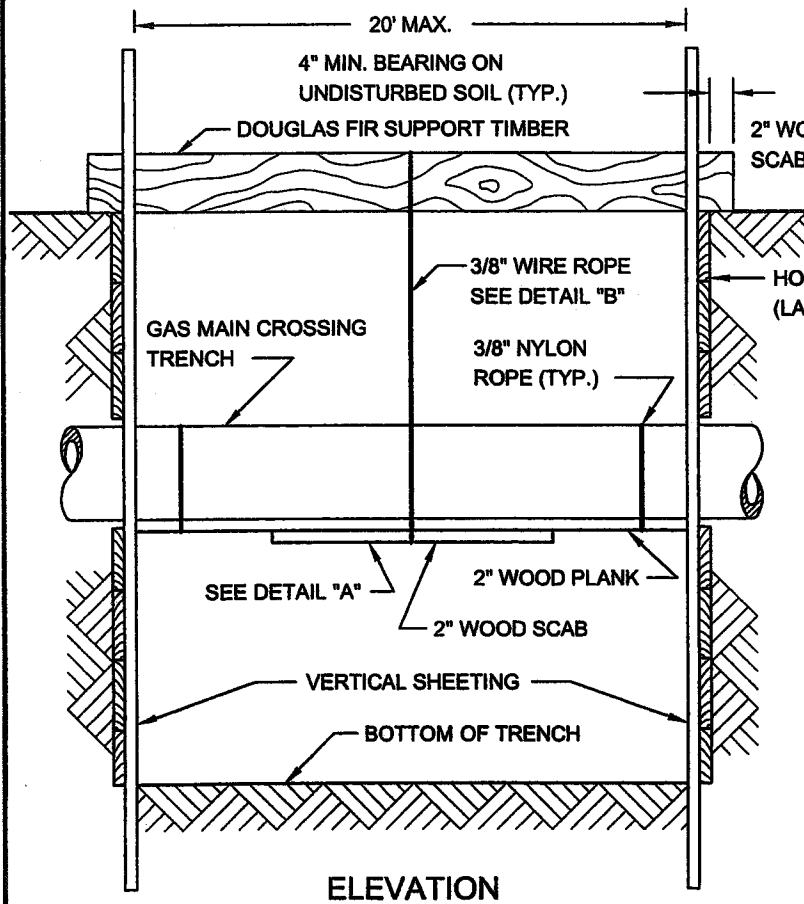 20' MAX.
4" MIN. BEARING ON
UNDISTURBED SOIL (TYP.)
DOUGLAS FIR SUPPORT TIMBER
2" WO
SCAB
3/8" WIRE ROPE
SEE DETAIL "B"
HO
(LA
GAS MAIN CROSSING
TRENCH
3/8" NYLON
ROPE (TYP.)
SEE DETAIL "A"
2" WOOD PLANK
2" WOOD SCAB
VERTICAL SHEETING
BOTTOM OF TRENCH
ELEVATION